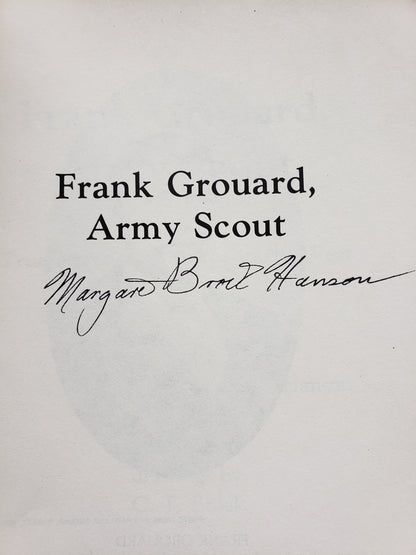 Frank Grouard,
Army Scout
Margaret Brock Hanson